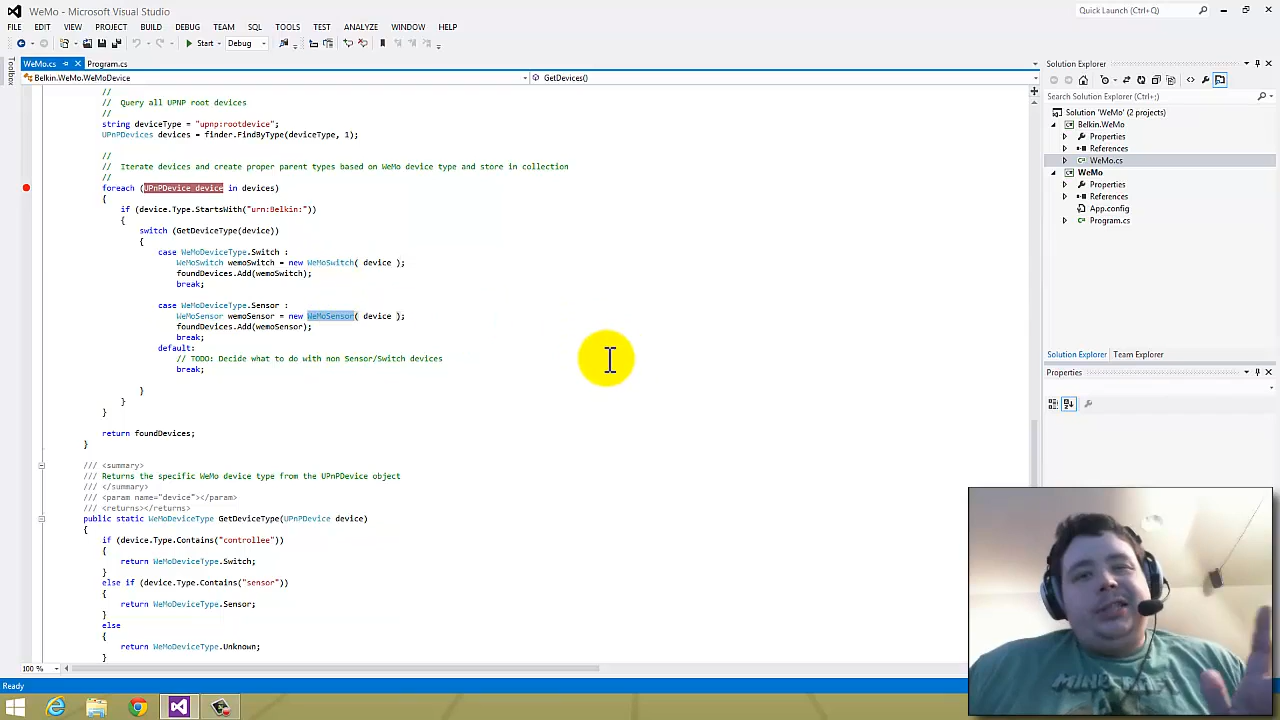 WeMo - Microsoft Visual Studio
Quick Launch (Ctrl+Q)
FILE EDIT VIEW PROJECT BUILD DEBUG TEAM SQL TOOLS TEST ANALYZE WINDOW HELP
Start Debug
Toolbox
WeMo.cs Program.cs
Belkin.WeMo.WeMoDevice GetDevices()
//
// Query all UPNP root devices
//
string deviceType = "upnp:rootdevice";
UPnPDevices devices = finder.FindByType(deviceType, 1);
//
// Iterate devices and create proper parent types based on WeMo device type and store in collection
//
foreach (UPnPDevice device in devices)
{
if (device.Type.StartsWith("urn:Belkin:"))
{
switch (GetDeviceType(device))
{
case WeMoDeviceType.Switch :
WeMoSwitch wemoSwitch = new WeMoSwitch( device );
foundDevices.Add(wemoSwitch);
break;
case WeMoDeviceType.Sensor :
WeMoSensor wemoSensor = new WeMoSensor( device );
foundDevices.Add(wemoSensor);
break;
default:
// TODO: Decide what to do with non Sensor/Switch devices
break;
}
}
}
return foundDevices;
}
/// <summary>
/// Returns the specific WeMo device type from the UPnPDevice object
/// </summary>
/// <param name="device"></param>
/// <returns></returns>
public static WeMoDeviceType GetDeviceType(UPnPDevice device)
{
if (device.Type.Contains("controllee"))
{
return WeMoDeviceType.Switch;
}
else if (device.Type.Contains("sensor"))
{
return WeMoDeviceType.Sensor;
}
else
{
return WeMoDeviceType.Unknown;
}
100 %
Ready
Solution Explorer
Search Solution Explorer (Ctrl+;)
Solution 'WeMo' (2 projects)
Belkin.WeMo
Properties
References
WeMo.cs
WeMo
Properties
References
App.config
Program.cs
Solution Explorer Team Explorer
Properties
MINECRAFT